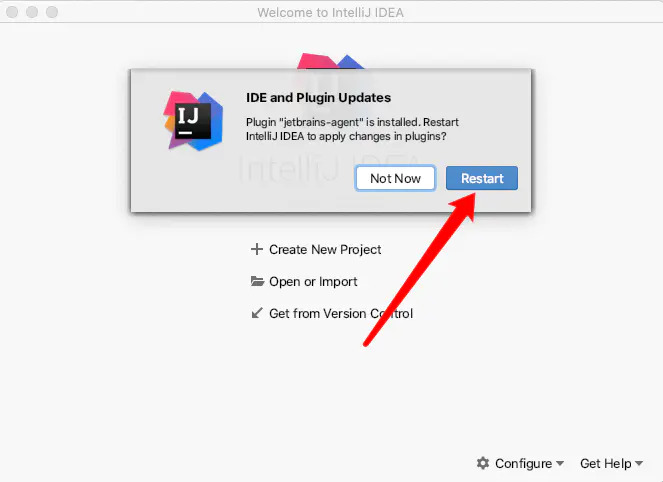 Welcome to IntelliJ IDEA
IJ
IDE and Plugin Updates
Plugin "jetbrains-agent" is installed. Restart
IntelliJ IDEA to apply changes in plugins?
IntelliJ IDEA
Not Now
Restart
Create New Project
Open or Import
Get from Version Control
Configure
Get Help